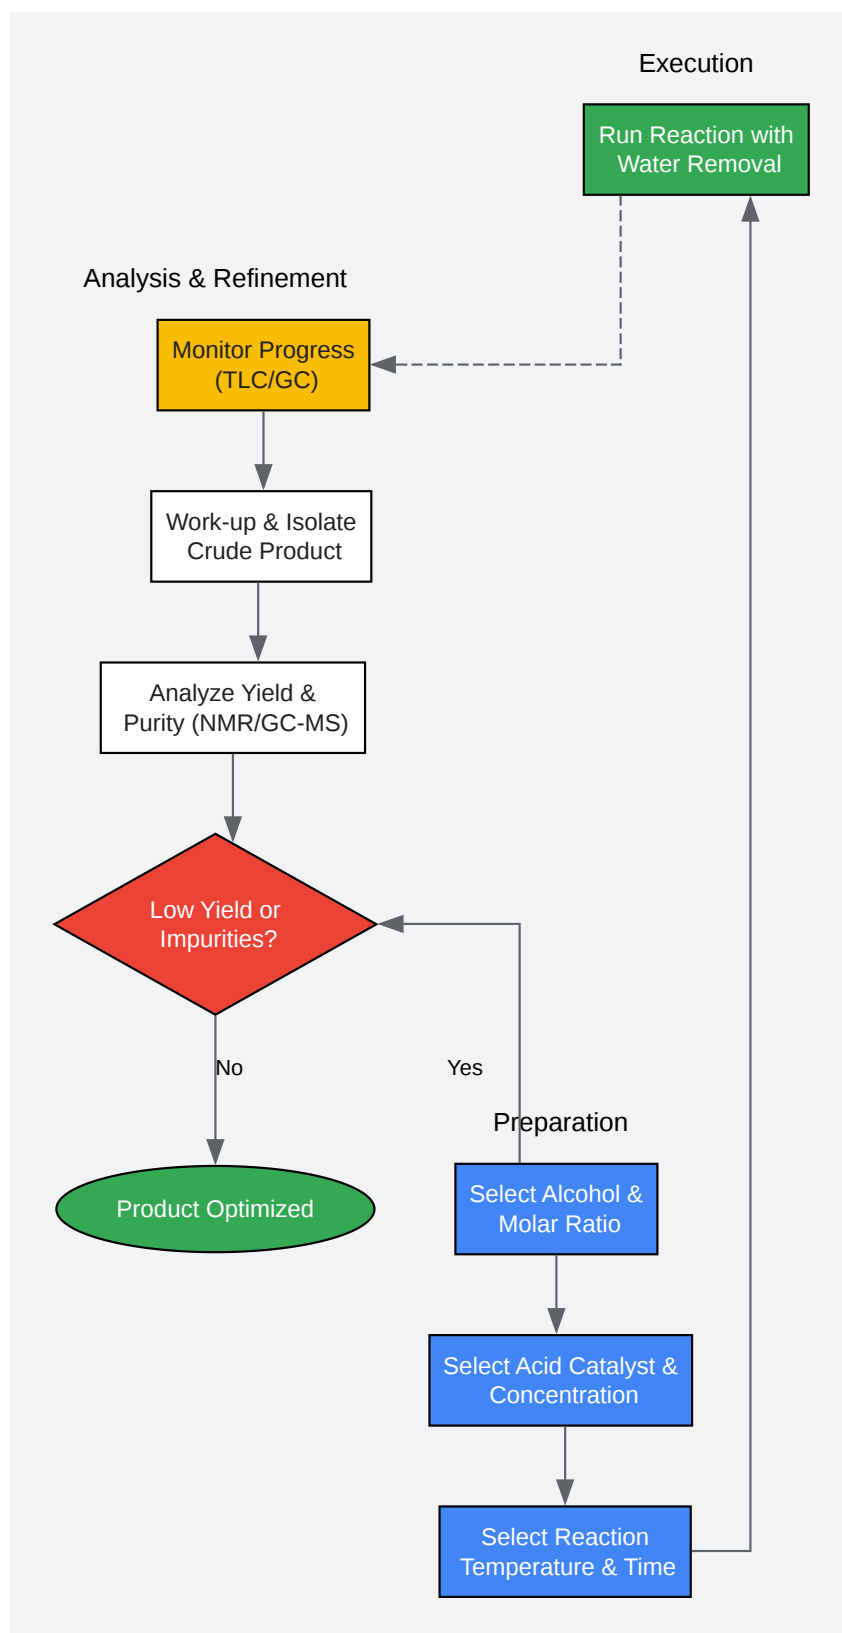 Execution
Run Reaction with
Water Removal
Analysis & Refinement
Monitor Progress
(TLC/GC)
Work-up & Isolate
Crude Product
Analyze Yield &
Purity (NMR/GC-MS)
Low Yield or
Impurities?
No
Yes
Preparation
Product Optimized
Select Alcohol &
Molar Ratio
Select Acid Catalyst &
Concentration
Select Reaction
Temperature & Time